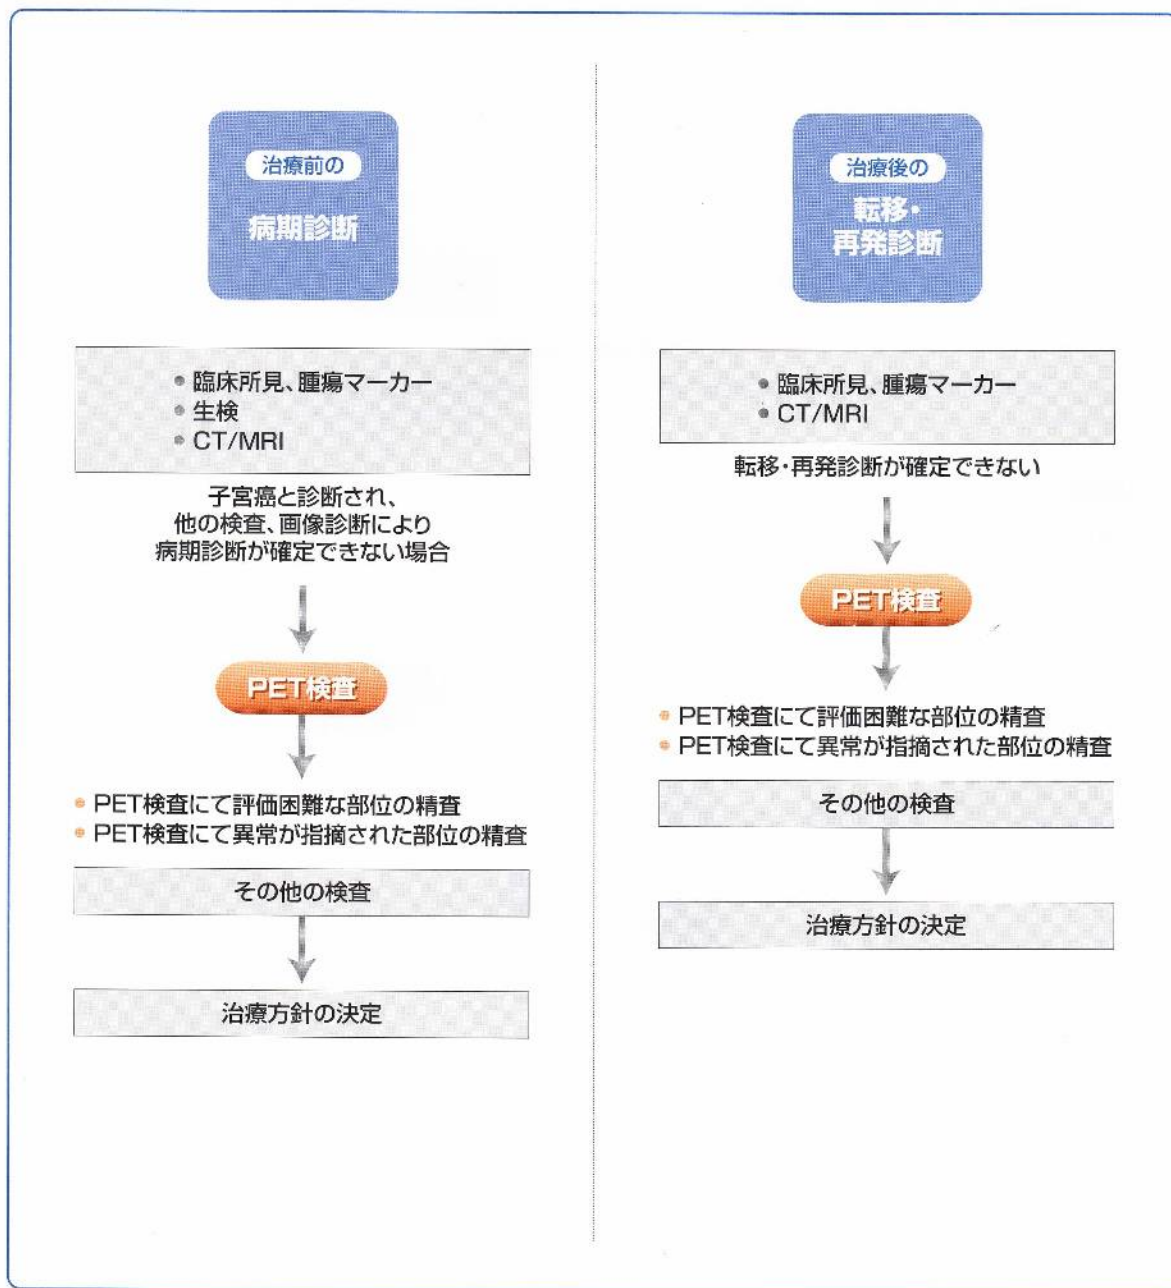 治療前の
病期診断
• 臨床所見、腫瘍マーカー
• 生検
• CT/MRI
子宮癌と診断され、
他の検査、画像診断により
病期診断が確定できない場合
PET検査
• PET検査にて評価困難な部位の精査
• PET検査にて異常が指摘された部位の精査
その他の検査
治療方針の決定
治療後の
転移・
再発診断
• 臨床所見、腫瘍マーカー
• CT/MRI
転移・再発診断が確定できない
PET検査
• PET検査にて評価困難な部位の精査
• PET検査にて異常が指摘された部位の精査
その他の検査
治療方針の決定